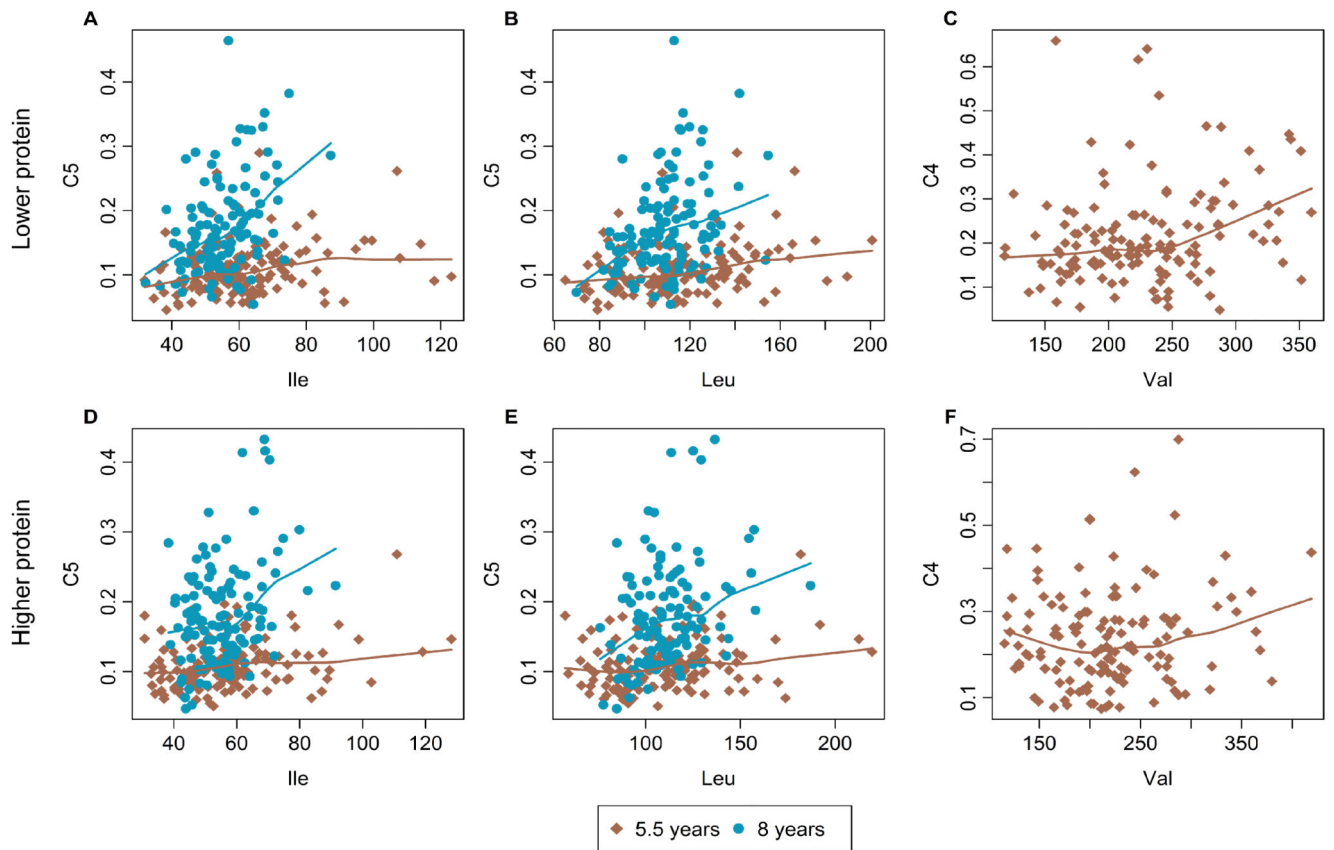 A
B
C
Lower protein
C5
0.1 0.2 0.3 0.4
40 60 80 100 120
Ile
C5
0.1 0.2 0.3 0.4
60 80 100 120 140 160 200
Leu
C4
0.1 0.2 0.3 0.4 0.5 0.6
150 200 250 300 350
Val
D
E
F
Higher protein
C5
0.1 0.2 0.3 0.4
40 60 80 100 120
Ile
C5
0.1 0.2 0.3 0.4
100 150 200
Leu
C4
0.1 0.3 0.5 0.7
150 250 350
Val
5.5 years 8 years